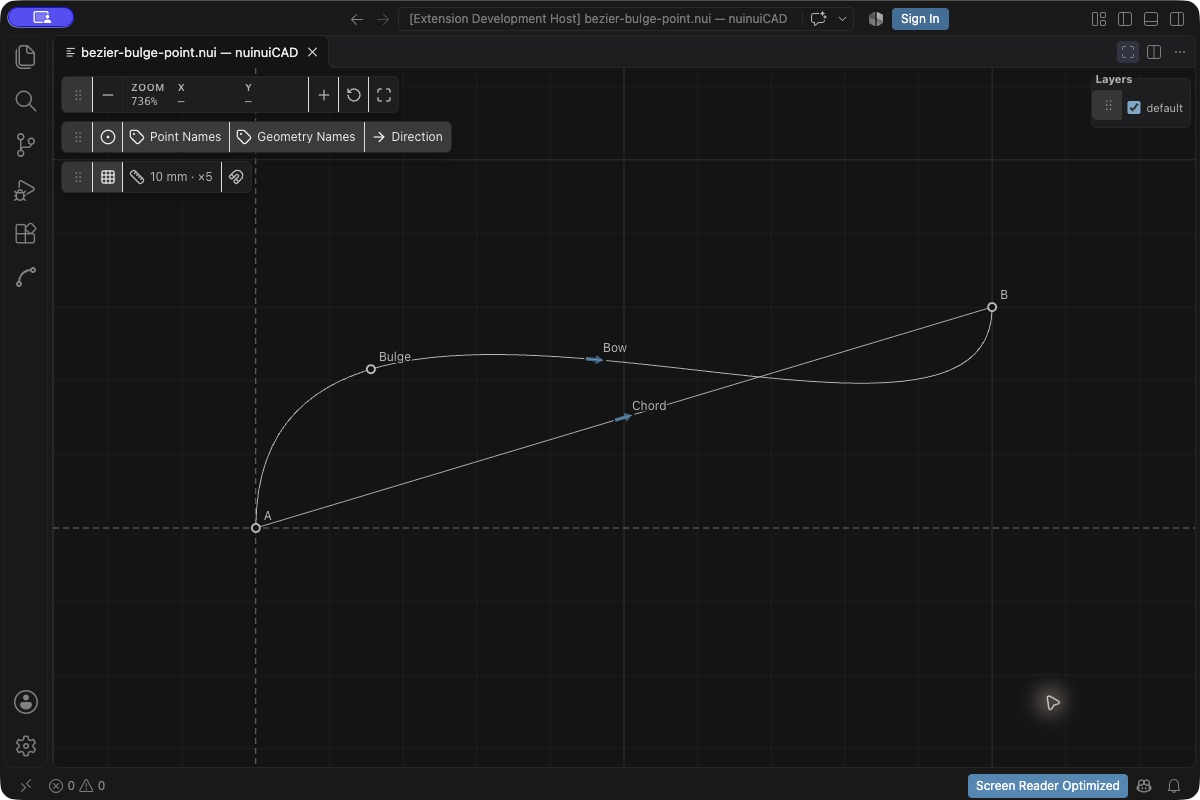 [Extension Development Host] bezier-bulge-point.nui — nuinuiCAD
Sign In
bezier-bulge-point.nui — nuinuiCAD
ZOOM X Y
736% – –
Layers
default
Point Names
Geometry Names
Direction
10 mm · ×5
B
Bow
Bulge
Chord
A
0 0
Screen Reader Optimized